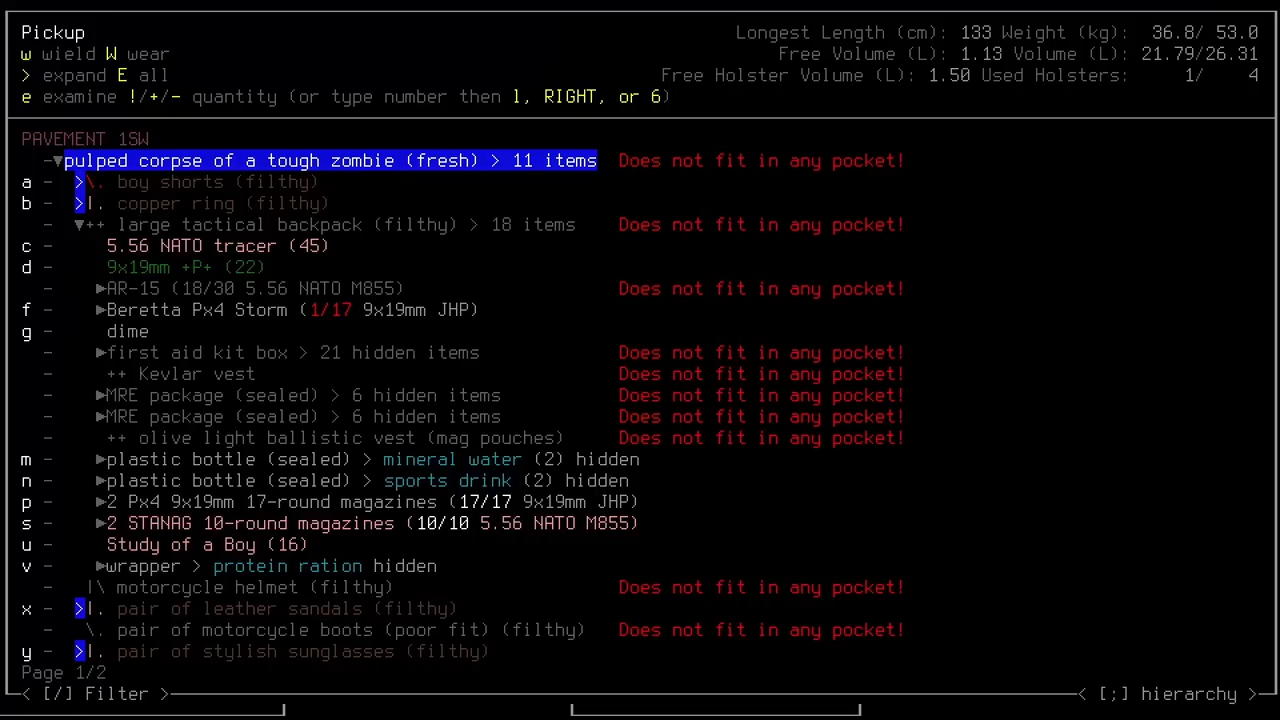 Pickup
Longest Length (cm): 133 Weight (kg): 36.8/ 53.0
w wield W wear
Free Volume (L): 1.13 Volume (L): 21.79/26.31
> expand E all
Free Holster Volume (L): 1.50 Used Holsters: 1/ 4
e examine !/+/- quantity (or type number then l, RIGHT, or 6)
PAVEMENT 1SW
-▼pulped corpse of a tough zombie (fresh) > 11 items Does not fit in any pocket!
a - >\. boy shorts (filthy)
b - >|. copper ring (filthy)
- ▼++ large tactical backpack (filthy) > 18 items Does not fit in any pocket!
c - 5.56 NATO tracer (45)
d - 9x19mm +P+ (22)
- ▶AR-15 (18/30 5.56 NATO M855) Does not fit in any pocket!
f - ▶Beretta Px4 Storm (1/17 9x19mm JHP)
g - dime
- ▶first aid kit box > 21 hidden items Does not fit in any pocket!
- ++ Kevlar vest Does not fit in any pocket!
- ▶MRE package (sealed) > 6 hidden items Does not fit in any pocket!
- ▶MRE package (sealed) > 6 hidden items Does not fit in any pocket!
- ++ olive light ballistic vest (mag pouches) Does not fit in any pocket!
m - ▶plastic bottle (sealed) > mineral water (2) hidden
n - ▶plastic bottle (sealed) > sports drink (2) hidden
p - ▶2 Px4 9x19mm 17-round magazines (17/17 9x19mm JHP)
s - ▶2 STANAG 10-round magazines (10/10 5.56 NATO M855)
u - Study of a Boy (16)
v - ▶wrapper > protein ration hidden
- |\ motorcycle helmet (filthy) Does not fit in any pocket!
x - >|. pair of leather sandals (filthy)
- \. pair of motorcycle boots (poor fit) (filthy) Does not fit in any pocket!
y - >|. pair of stylish sunglasses (filthy)
Page 1/2
< [/] Filter >
< [;] hierarchy >